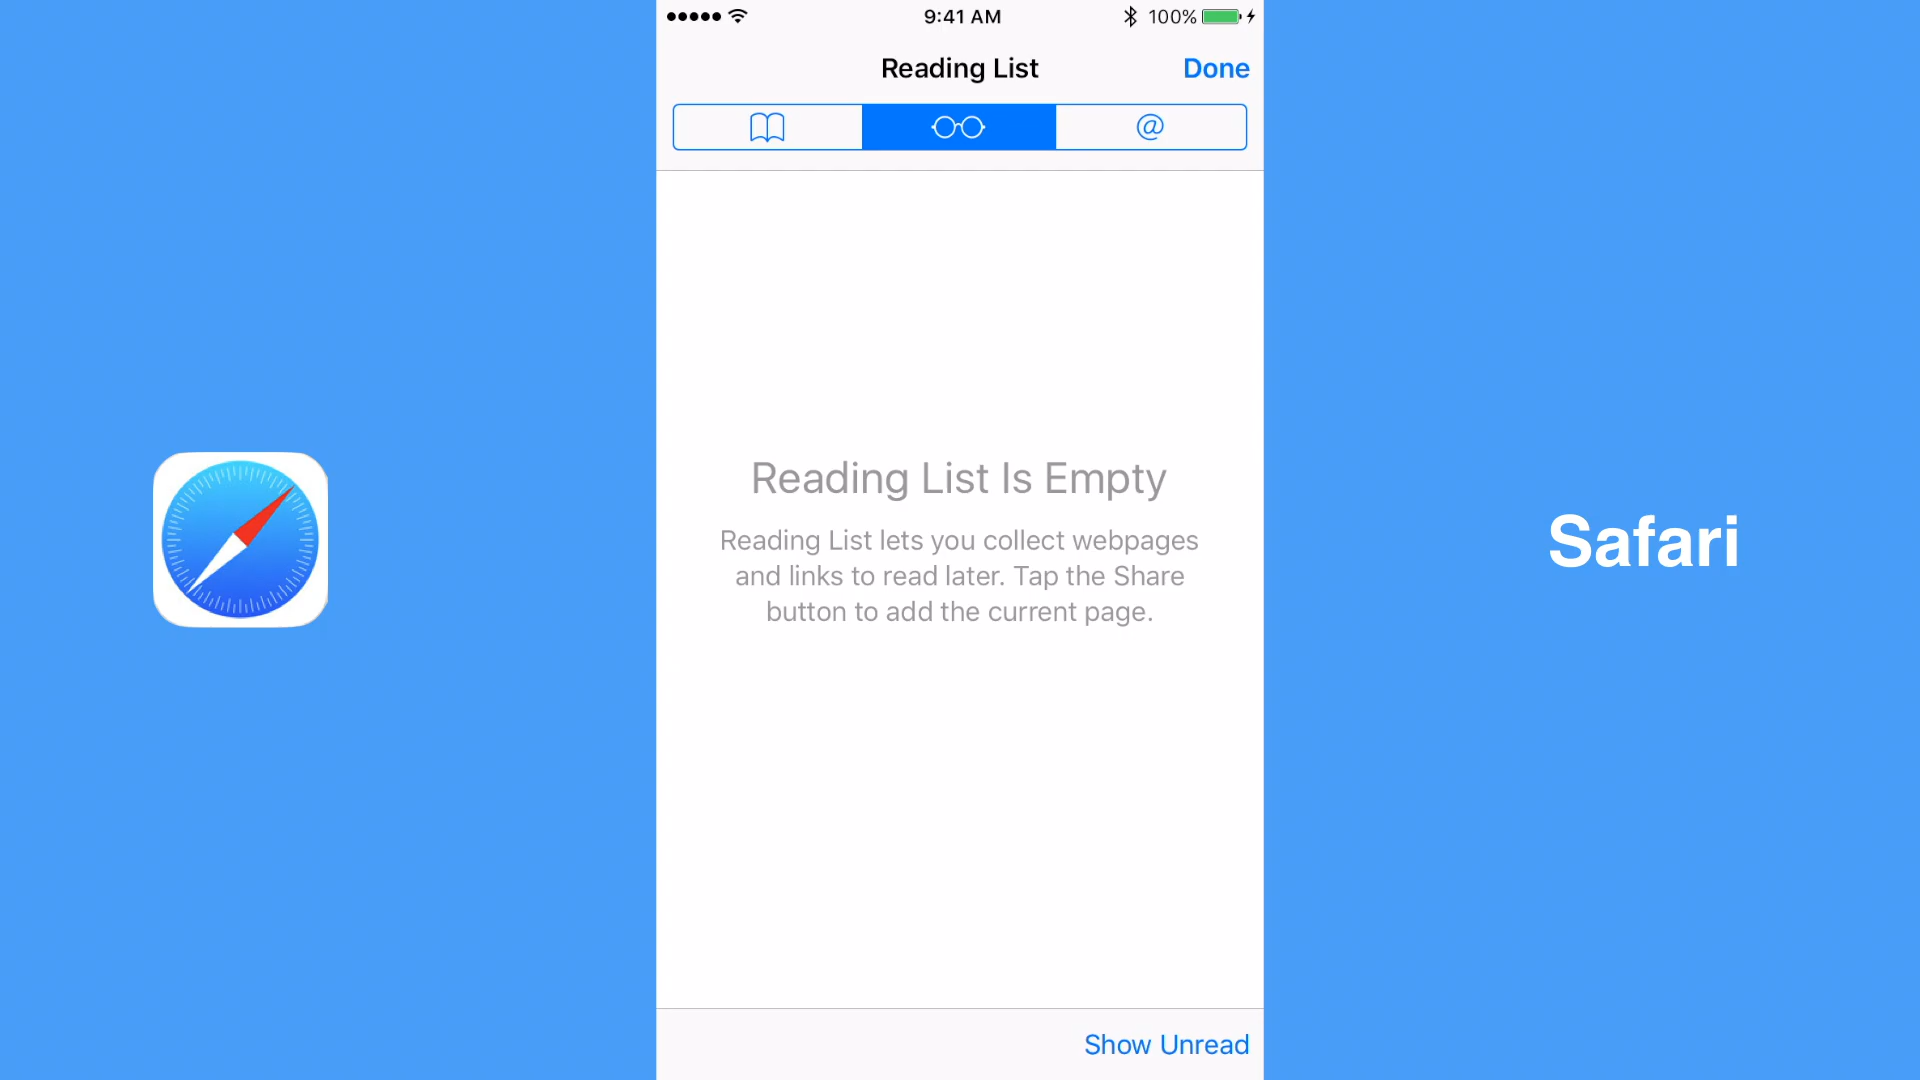 9:41 AM
100%
Reading List
Done
@
Reading List Is Empty
Reading List lets you collect webpages
and links to read later. Tap the Share
button to add the current page.
Safari
Show Unread